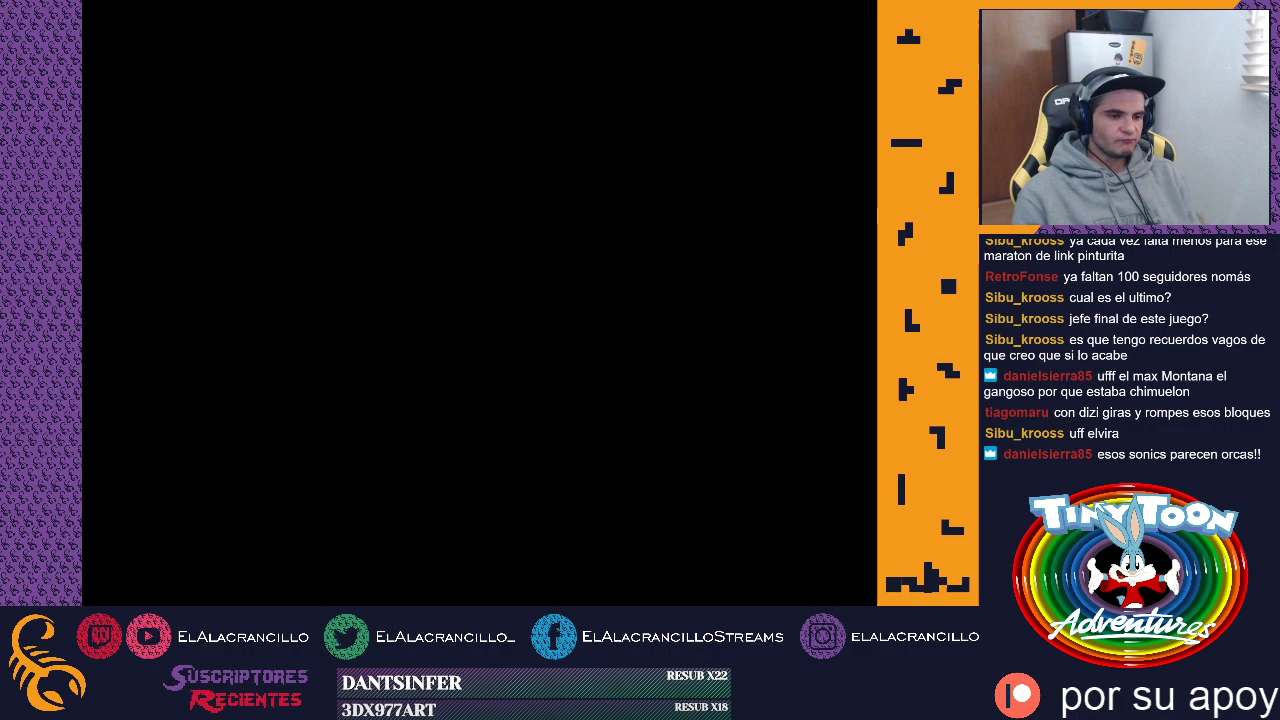 Sibu_krooss ya cada vez falta menos para ese
maraton de link pinturita
RetroFonse ya faltan 100 seguidores nomás
Sibu_krooss cual es el ultimo?
Sibu_krooss jefe final de este juego?
Sibu_krooss es que tengo recuerdos vagos de
que creo que si lo acabe
danielsierra85 ufff el max Montana el
gangoso por que estaba chimuelon
tiagomaru con dizi giras y rompes esos bloques
Sibu_krooss uff elvira
danielsierra85 esos sonics parecen orcas!!
TINY TOON
Adventures
ElAlacrancillo
ElAlacrancillo_
ElAlacrancilloStreams
elalacrancillo
Suscriptores
Recientes
DANTSINFER RESUB X22
3DX977ART RESUB X18
por su apoy